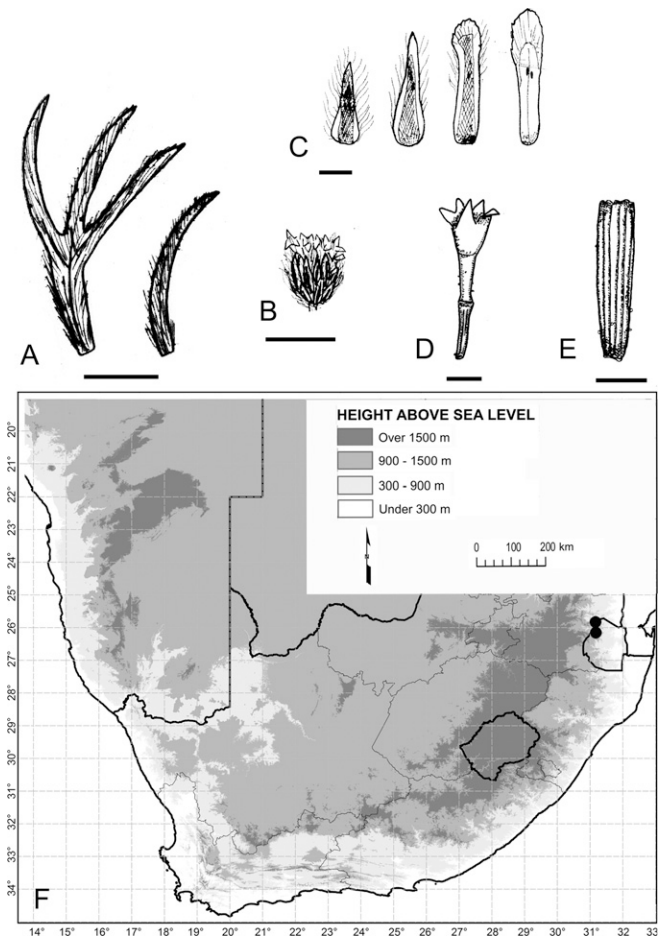 C
A
B
D
E
HEIGHT ABOVE SEA LEVEL
Over 1500 m
900 - 1500 m
300 - 900 m
Under 300 m
0 100 200 km
20°
21°
22°
23°
24°
25°
26°
27°
28°
29°
30°
31°
32°
33°
34°
F
14° 15° 16° 17° 18° 19° 20° 21° 22° 23° 24° 25° 26° 27° 28° 29° 30° 31° 32° 33